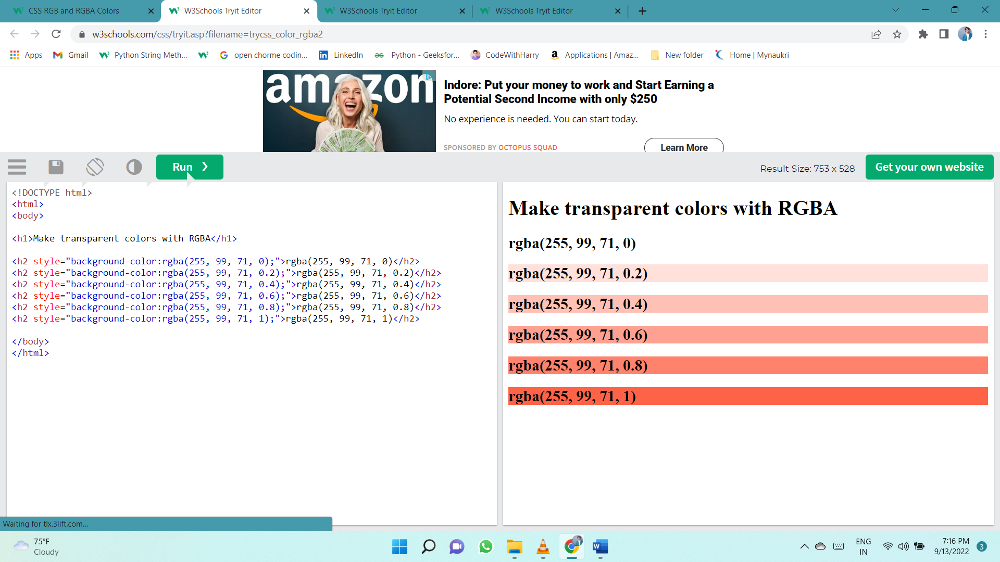 CSS RGB and RGBA Colors
W3Schools Tryit Editor
W3Schools Tryit Editor
W3Schools Tryit Editor
w3schools.com/css/tryit.asp?filename=trycss_color_rgba2
Apps
Gmail
Python String Meth...
open chorme codin...
LinkedIn
Python - Geeksfor...
CodeWithHarry
Applications | Amaz...
New folder
Home | Mynaukri
amazon
Indore: Put your money to work and Start Earning a
Potential Second Income with only $250
No experience is needed. You can start today.
SPONSORED BY OCTOPUS SQUAD
Learn More
Run ❯
Result Size: 753 x 528
Get your own website
<!DOCTYPE html>
<html>
<body>
<h1>Make transparent colors with RGBA</h1>
<h2 style="background-color:rgba(255, 99, 71, 0);">rgba(255, 99, 71, 0)</h2>
<h2 style="background-color:rgba(255, 99, 71, 0.2);">rgba(255, 99, 71, 0.2)</h2>
<h2 style="background-color:rgba(255, 99, 71, 0.4);">rgba(255, 99, 71, 0.4)</h2>
<h2 style="background-color:rgba(255, 99, 71, 0.6);">rgba(255, 99, 71, 0.6)</h2>
<h2 style="background-color:rgba(255, 99, 71, 0.8);">rgba(255, 99, 71, 0.8)</h2>
<h2 style="background-color:rgba(255, 99, 71, 1);">rgba(255, 99, 71, 1)</h2>
</body>
</html>
Make transparent colors with RGBA
rgba(255, 99, 71, 0)
rgba(255, 99, 71, 0.2)
rgba(255, 99, 71, 0.4)
rgba(255, 99, 71, 0.6)
rgba(255, 99, 71, 0.8)
rgba(255, 99, 71, 1)
Waiting for tlx.3lift.com...
75°F
Cloudy
ENG
IN
7:16 PM
9/13/2022
3